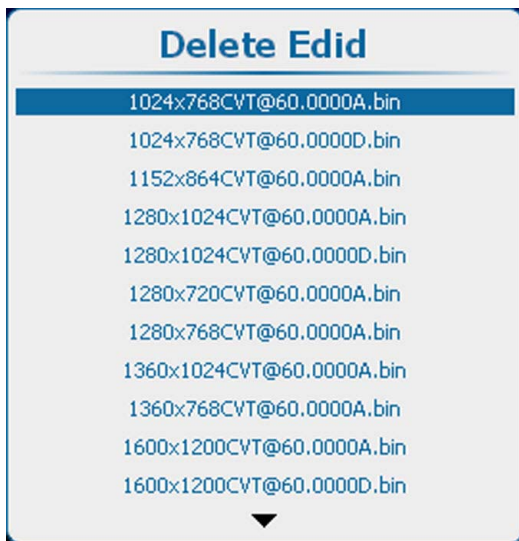 Delete Edid
1024x768CVT@60.0000A.bin
1024x768CVT@60.0000D.bin
1152x864CVT@60.0000A.bin
1280x1024CVT@60.0000A.bin
1280x1024CVT@60.0000D.bin
1280x720CVT@60.0000A.bin
1280x768CVT@60.0000A.bin
1360x1024CVT@60.0000A.bin
1360x768CVT@60.0000A.bin
1600x1200CVT@60.0000A.bin
1600x1200CVT@60.0000D.bin